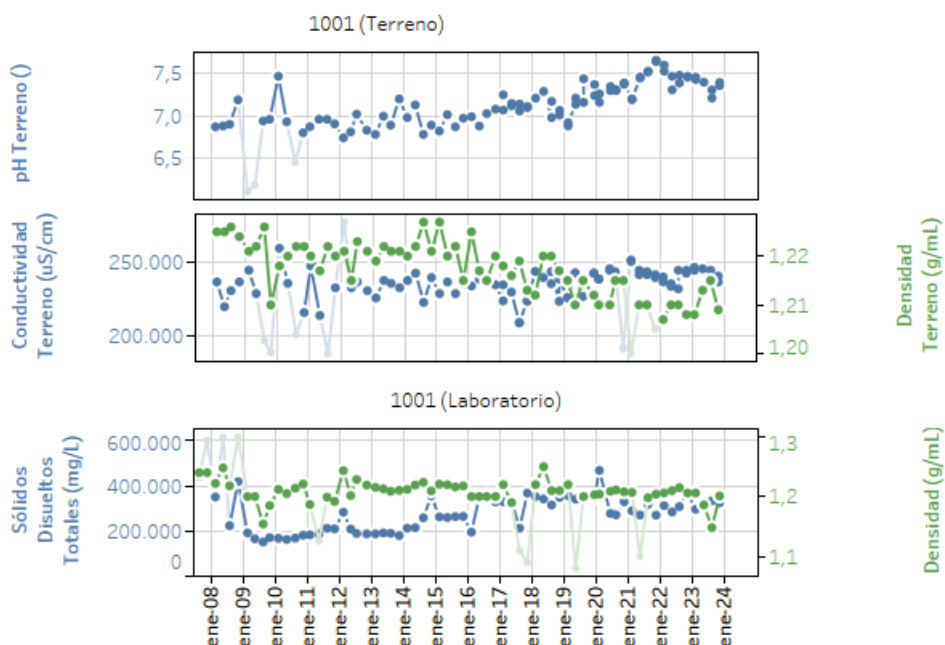 1001 (Terreno)
pH Terreno ()
7,5
7,0
6,5
Conductividad
Terreno (uS/cm)
250.000
200.000
1,22
1,21
1,20
Densidad
Terreno (g/mL)
1001 (Laboratorio)
Sólidos
Disueltos
Totales (mg/L)
600.000
400.000
200.000
0
1,3
1,2
1,1
Densidad (g/mL)
ene-08
ene-09
ene-10
ene-11
ene-12
ene-13
ene-14
ene-15
ene-16
ene-17
ene-18
ene-19
ene-20
ene-21
ene-22
ene-23
ene-24